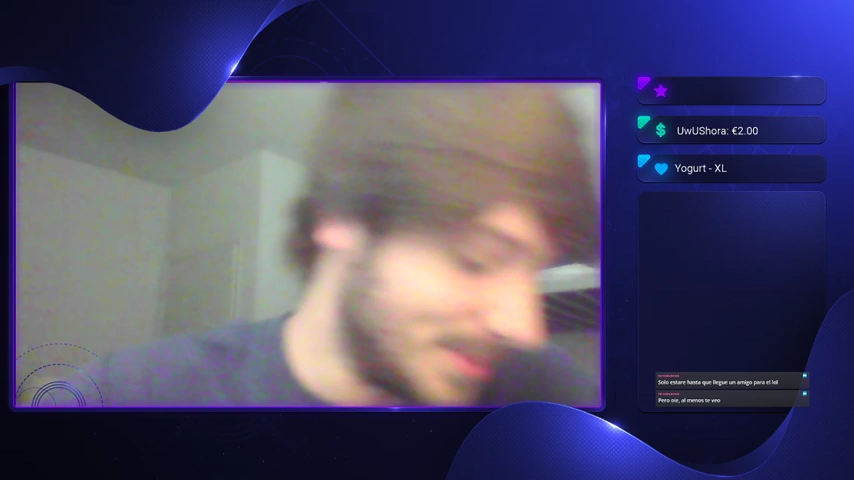 UwUShora: €2.00
Yogurt - XL
Solo estare hasta que llegue un amigo para el lol
Pero oie, al menos te veo